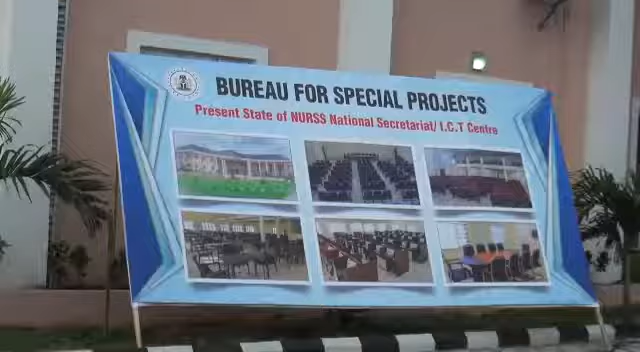 BUREAU FOR SPECIAL PROJECTS
Present State of NURSS National Secretariat/ I.C.T Centre